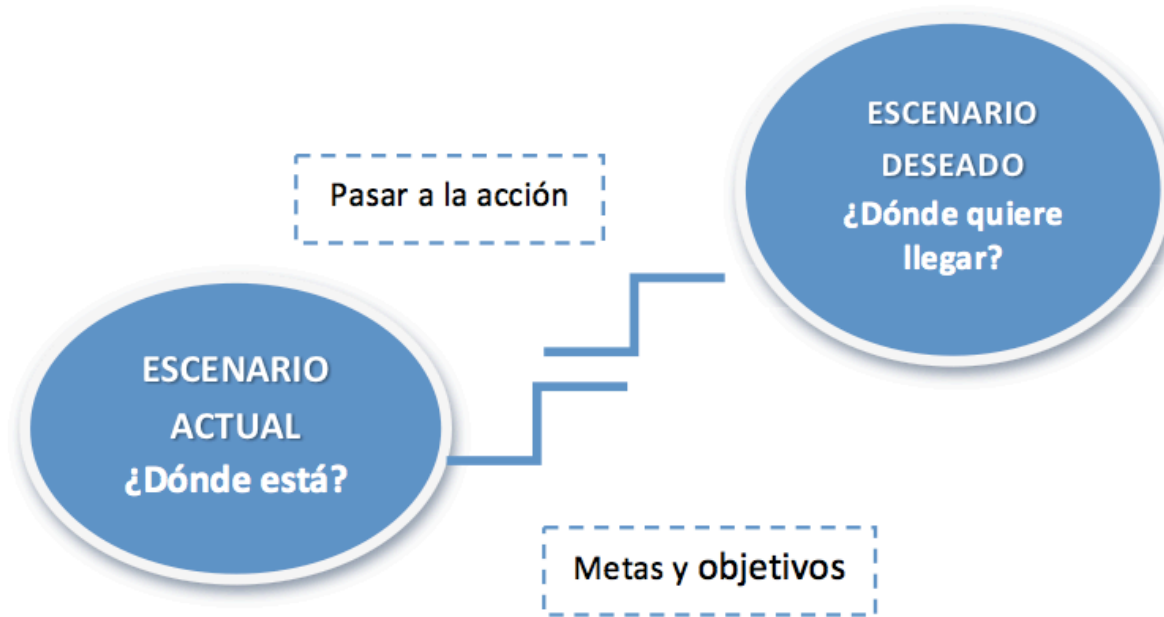 ESCENARIO
DESEADO
¿Dónde quiere
llegar?
Pasar a la acción
ESCENARIO
ACTUAL
¿Dónde está?
Metas y objetivos